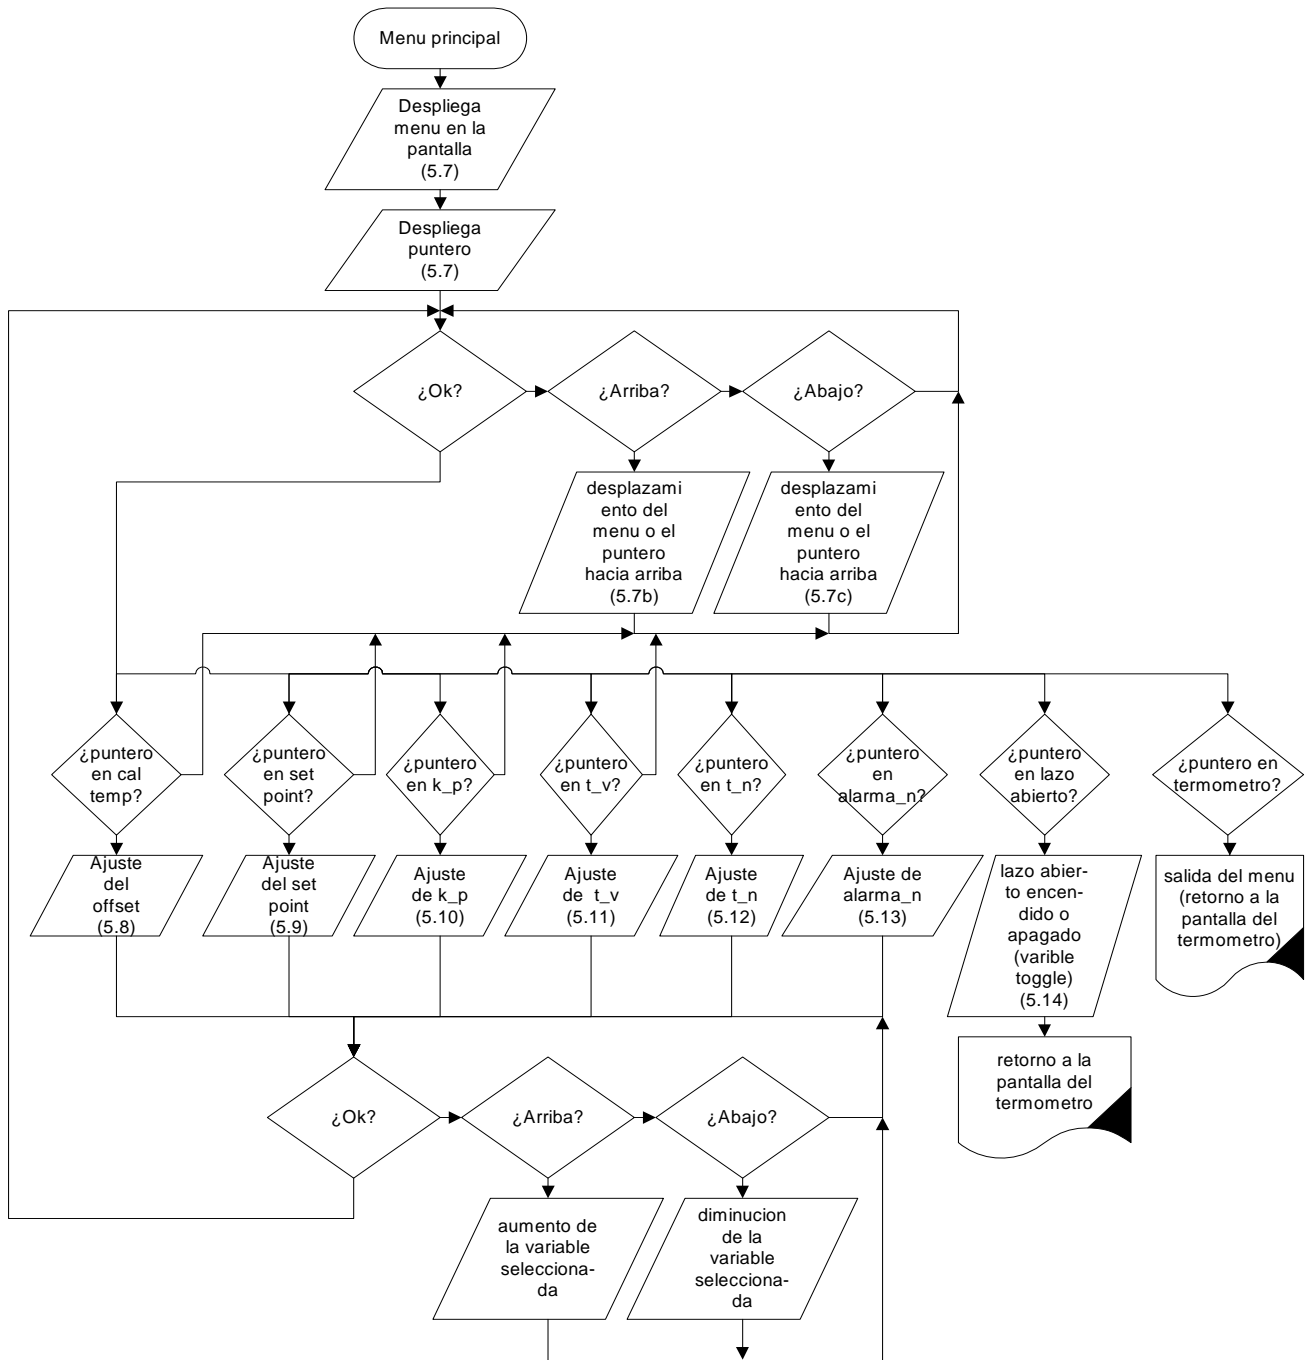 Menu principal
Despliega
menu en la
pantalla
(5.7)
Despliega
puntero
(5.7)
¿Ok?
¿Arriba?
¿Abajo?
desplazami
ento del
menu o el
puntero
hacia arriba
(5.7b)
desplazami
ento del
menu o el
puntero
hacia arriba
(5.7c)
¿puntero
en cal
temp?
¿puntero
en set
point?
¿puntero
en k_p?
¿puntero
en t_v?
¿puntero
en t_n?
¿puntero
en
alarma_n?
¿puntero
en lazo
abierto?
¿puntero en
termometro?
Ajuste
del
offset
(5.8)
Ajuste
del set
point
(5.9)
Ajuste
de k_p
(5.10)
Ajuste
de t_v
(5.11)
Ajuste
de t_n
(5.12)
Ajuste de
alarma_n
(5.13)
lazo abier-
to encen-
dido o
apagado
(varible
toggle)
(5.14)
salida del menu
(retorno a la
pantalla del
termometro)
retorno a la
pantalla del
termometro
¿Ok?
¿Arriba?
¿Abajo?
aumento de
la variable
selecciona-
da
diminucion
de la
variable
selecciona-
da